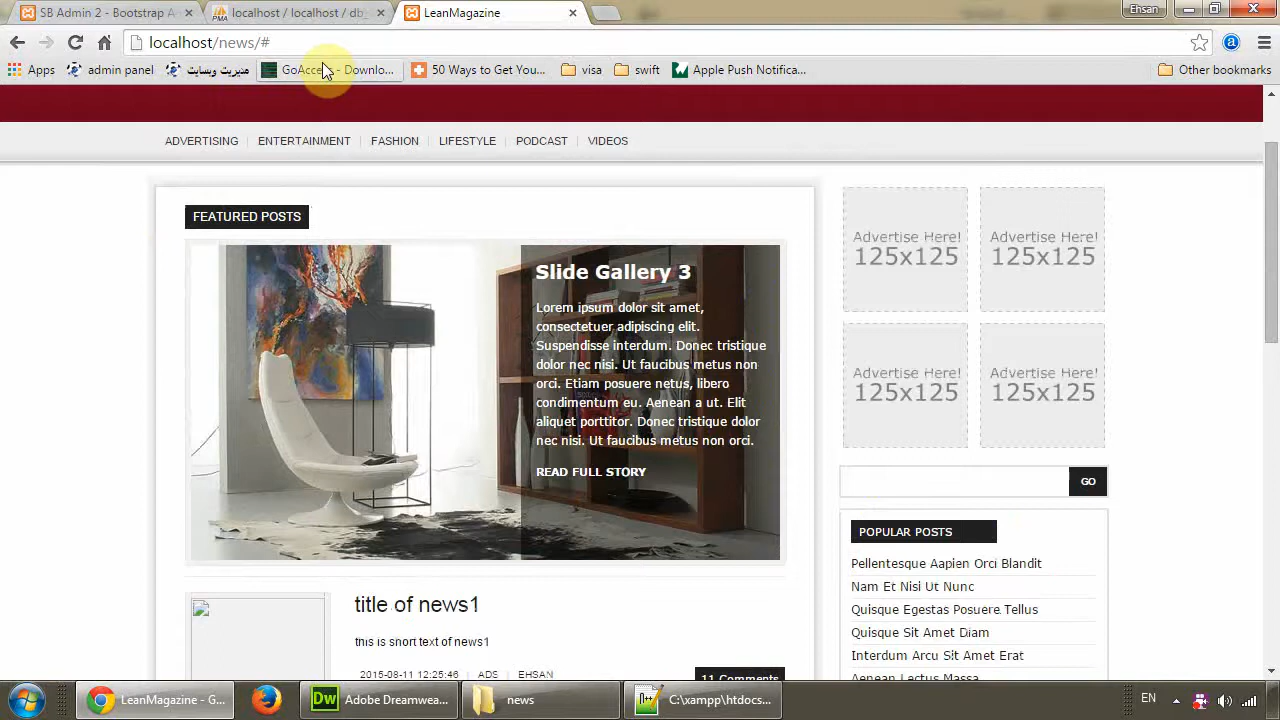 SB Admin 2 - Bootstrap A
localhost / localhost / db
LeanMagazine
Ehsan
localhost/news/#
Apps
admin panel
مدیریت وبسایت
GoAcce - Downlo...
50 Ways to Get You...
visa
swift
Apple Push Notifica...
Other bookmarks
ADVERTISING
ENTERTAINMENT
FASHION
LIFESTYLE
PODCAST
VIDEOS
FEATURED POSTS
Slide Gallery 3
Lorem ipsum dolor sit amet,
consectetuer adipiscing elit.
Suspendisse interdum. Donec tristique
dolor nec nisi. Ut faucibus metus non
orci. Etiam posuere netus, libero
condimentum eu. Aenean a ut. Elit
aliquet porttitor. Donec tristique dolor
nec nisi. Ut faucibus metus non orci.
READ FULL STORY
Advertise Here! Advertise Here!
125x125 125x125
Advertise Here! Advertise Here!
125x125 125x125
GO
POPULAR POSTS
Pellentesque Aapien Orci Blandit
Nam Et Nisi Ut Nunc
Quisque Egestas Posuere Tellus
Quisque Sit Amet Diam
Interdum Arcu Sit Amet Erat
Aenean Lectus Massa
title of news1
this is snort text of news1
2015-08-11 12:25:46 | ADS | EHSAN
11 Comments
LeanMagazine - G...
Dw Adobe Dreamwea...
news
C:\xampp\htdocs...
EN